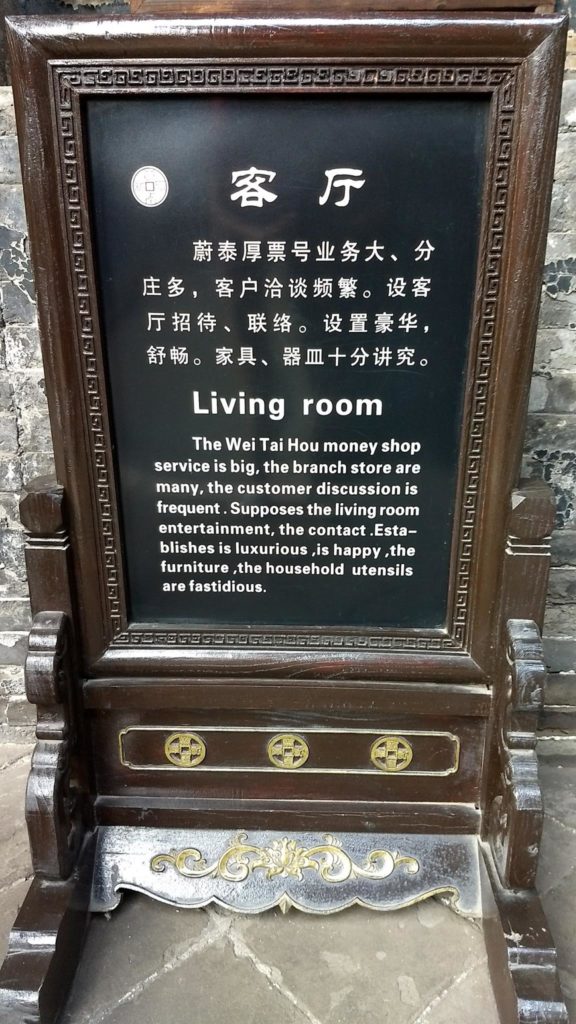 客厅
蔚泰厚票号业务大、分
庄多，客户洽谈频繁。设客
厅招待、联络。设置豪华，
舒畅。家具、器皿十分讲究。
Living room
The Wei Tai Hou money shop
service is big, the branch store are
many, the customer discussion is
frequent . Supposes the living room
entertainment, the contact .Esta-
blishes is luxurious ,is happy ,the
furniture ,the household utensils
are fastidious.